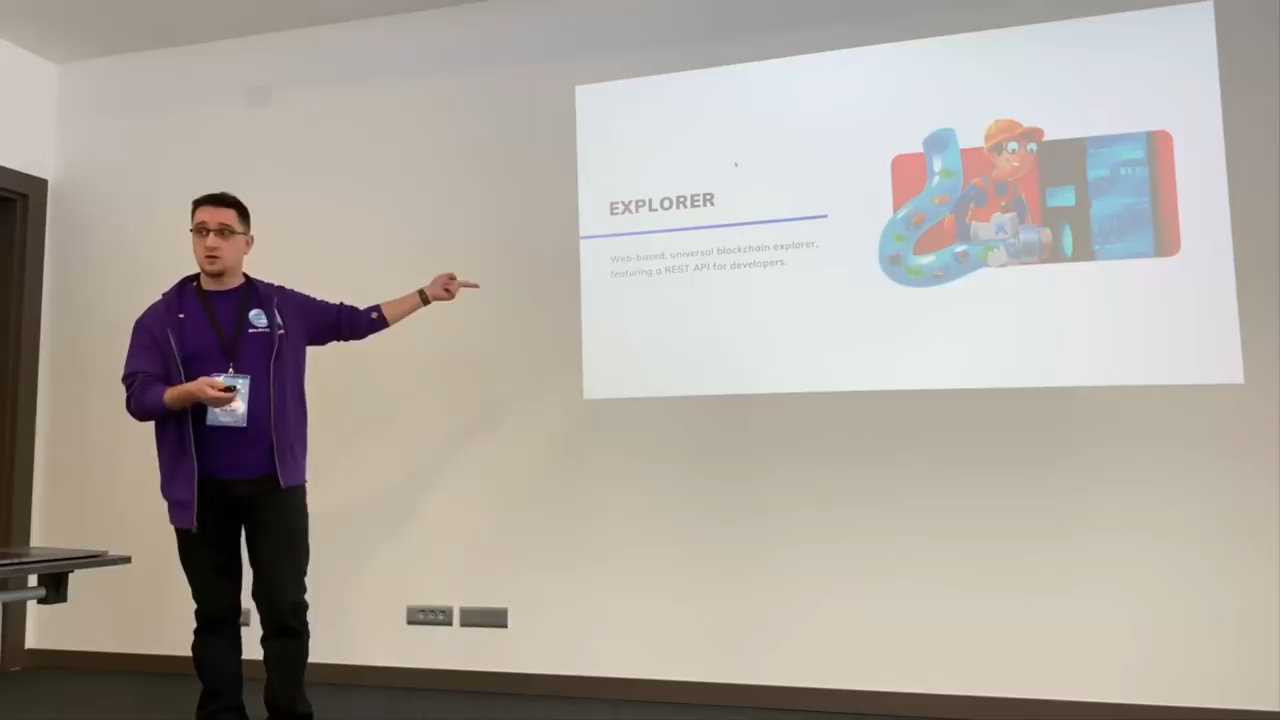 EXPLORER
Web-based, universal blockchain explorer,
featuring a REST API for developers.